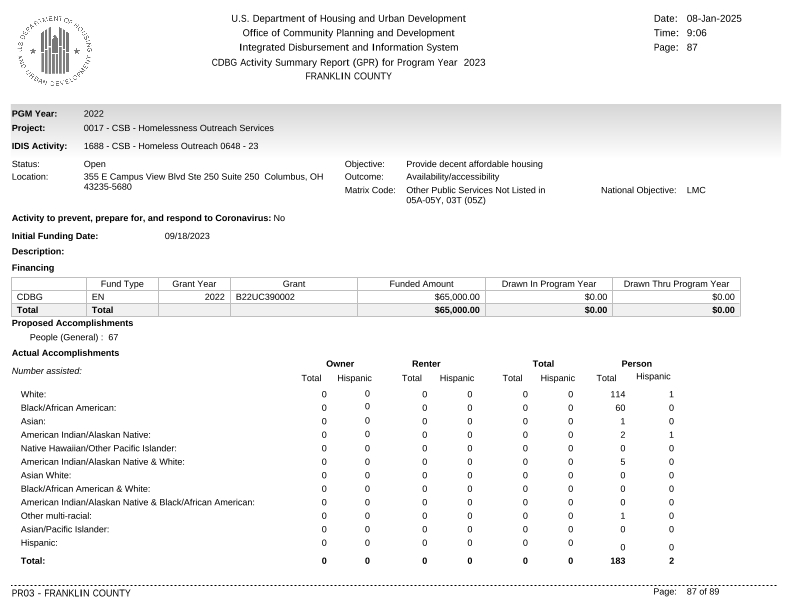 U.S. DEPARTMENT OF HOUSING AND URBAN DEVELOPMENT
U.S. Department of Housing and Urban Development
Office of Community Planning and Development
Integrated Disbursement and Information System
CDBG Activity Summary Report (GPR) for Program Year 2023
FRANKLIN COUNTY
Date: 08-Jan-2025
Time: 9:06
Page: 87
PGM Year: 2022
Project: 0017 - CSB - Homelessness Outreach Services
IDIS Activity: 1688 - CSB - Homeless Outreach 0648 - 23
Status: Open
Location: 355 E Campus View Blvd Ste 250 Suite 250 Columbus, OH
43235-5680
Objective: Provide decent affordable housing
Outcome: Availability/accessibility
Matrix Code: Other Public Services Not Listed in
05A-05Y, 03T (05Z)
National Objective: LMC
Activity to prevent, prepare for, and respond to Coronavirus: No
Initial Funding Date: 09/18/2023
Description:
Financing
Fund Type Grant Year Grant Funded Amount Drawn In Program Year Drawn Thru Program Year
CDBG EN 2022 B22UC390002 $65,000.00 $0.00 $0.00
Total Total $65,000.00 $0.00 $0.00
Proposed Accomplishments
People (General) : 67
Actual Accomplishments
Number assisted:
Owner Renter Total Person
Total Hispanic Total Hispanic Total Hispanic Total Hispanic
White: 0 0 0 0 0 0 114 1
Black/African American: 0 0 0 0 0 0 60 0
Asian: 0 0 0 0 0 0 1 0
American Indian/Alaskan Native: 0 0 0 0 0 0 2 1
Native Hawaiian/Other Pacific Islander: 0 0 0 0 0 0 0 0
American Indian/Alaskan Native & White: 0 0 0 0 0 0 5 0
Asian White: 0 0 0 0 0 0 0 0
Black/African American & White: 0 0 0 0 0 0 0 0
American Indian/Alaskan Native & Black/African American: 0 0 0 0 0 0 0 0
Other multi-racial: 0 0 0 0 0 0 1 0
Asian/Pacific Islander: 0 0 0 0 0 0 0 0
Hispanic: 0 0 0 0 0 0 0 0
Total: 0 0 0 0 0 0 183 2
PR03 - FRANKLIN COUNTY
Page: 87 of 89